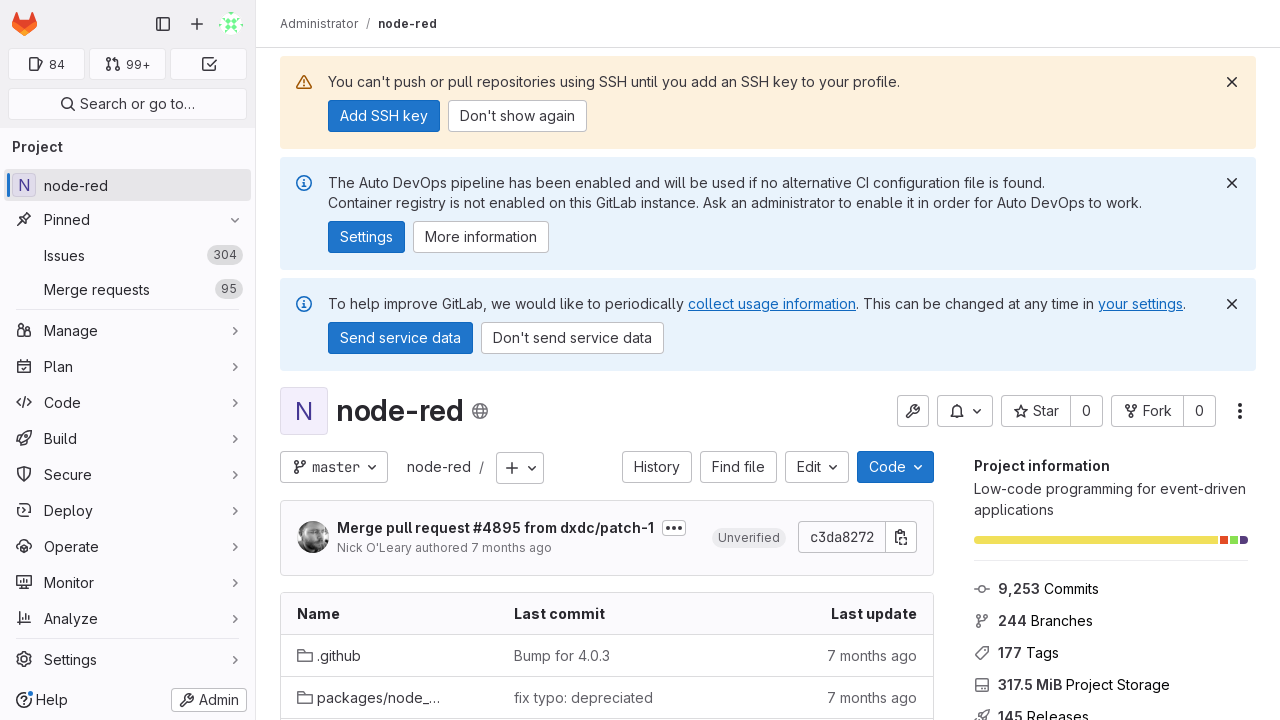 Administrator / node-red
84
99+
Search or go to…
Project
N node-red
Pinned
Issues 304
Merge requests 95
Manage
Plan
Code
Build
Secure
Deploy
Operate
Monitor
Analyze
Settings
Help
Admin
You can't push or pull repositories using SSH until you add an SSH key to your profile.
Add SSH key Don't show again
The Auto DevOps pipeline has been enabled and will be used if no alternative CI configuration file is found.
Container registry is not enabled on this GitLab instance. Ask an administrator to enable it in order for Auto DevOps to work.
Settings More information
To help improve GitLab, we would like to periodically collect usage information. This can be changed at any time in your settings.
Send service data Don't send service data
N node-red
Star 0 Fork 0
master node-red / History Find file Edit Code
Merge pull request #4895 from dxdc/patch-1
Nick O'Leary authored 7 months ago
Unverified c3da8272
Name Last commit Last update
.github Bump for 4.0.3 7 months ago
packages/node_… fix typo: depreciated 7 months ago
Project information
Low-code programming for event-driven
applications
9,253 Commits
244 Branches
177 Tags
317.5 MiB Project Storage
145 Releases